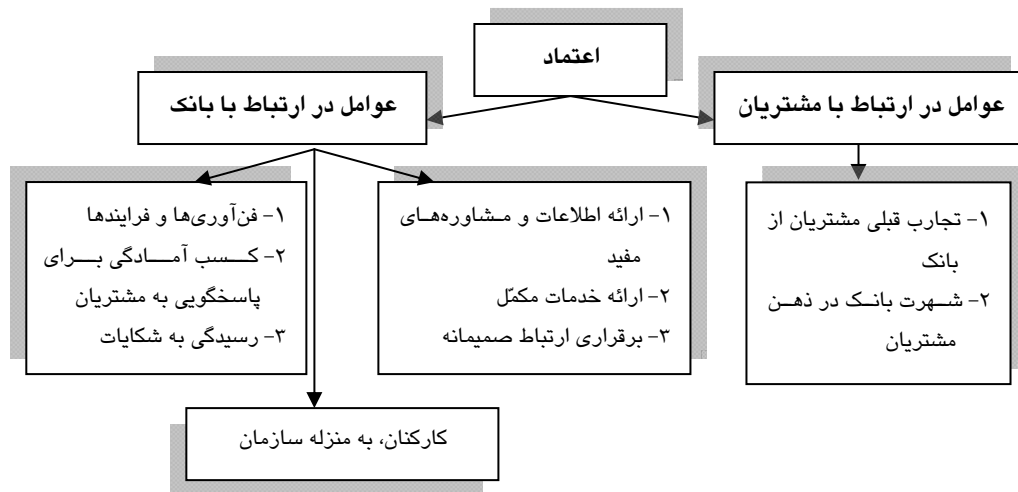 اعتماد
عوامل در ارتباط با مشتریان
عوامل در ارتباط با بانک
۱- تجارب قبلی مشتریان از
بانک
۲- شهرت بانک در ذهن
مشتریان
۱- ارائه اطلاعات و مشاوره‌های
مفید
۲- ارائه خدمات مکمّل
۳- برقراری ارتباط صمیمانه
۱- فن‌آوری‌ها و فرایندها
۲- کسب آمادگی برای
پاسخگویی به مشتریان
۳- رسیدگی به شکایات
کارکنان، به منزله سازمان